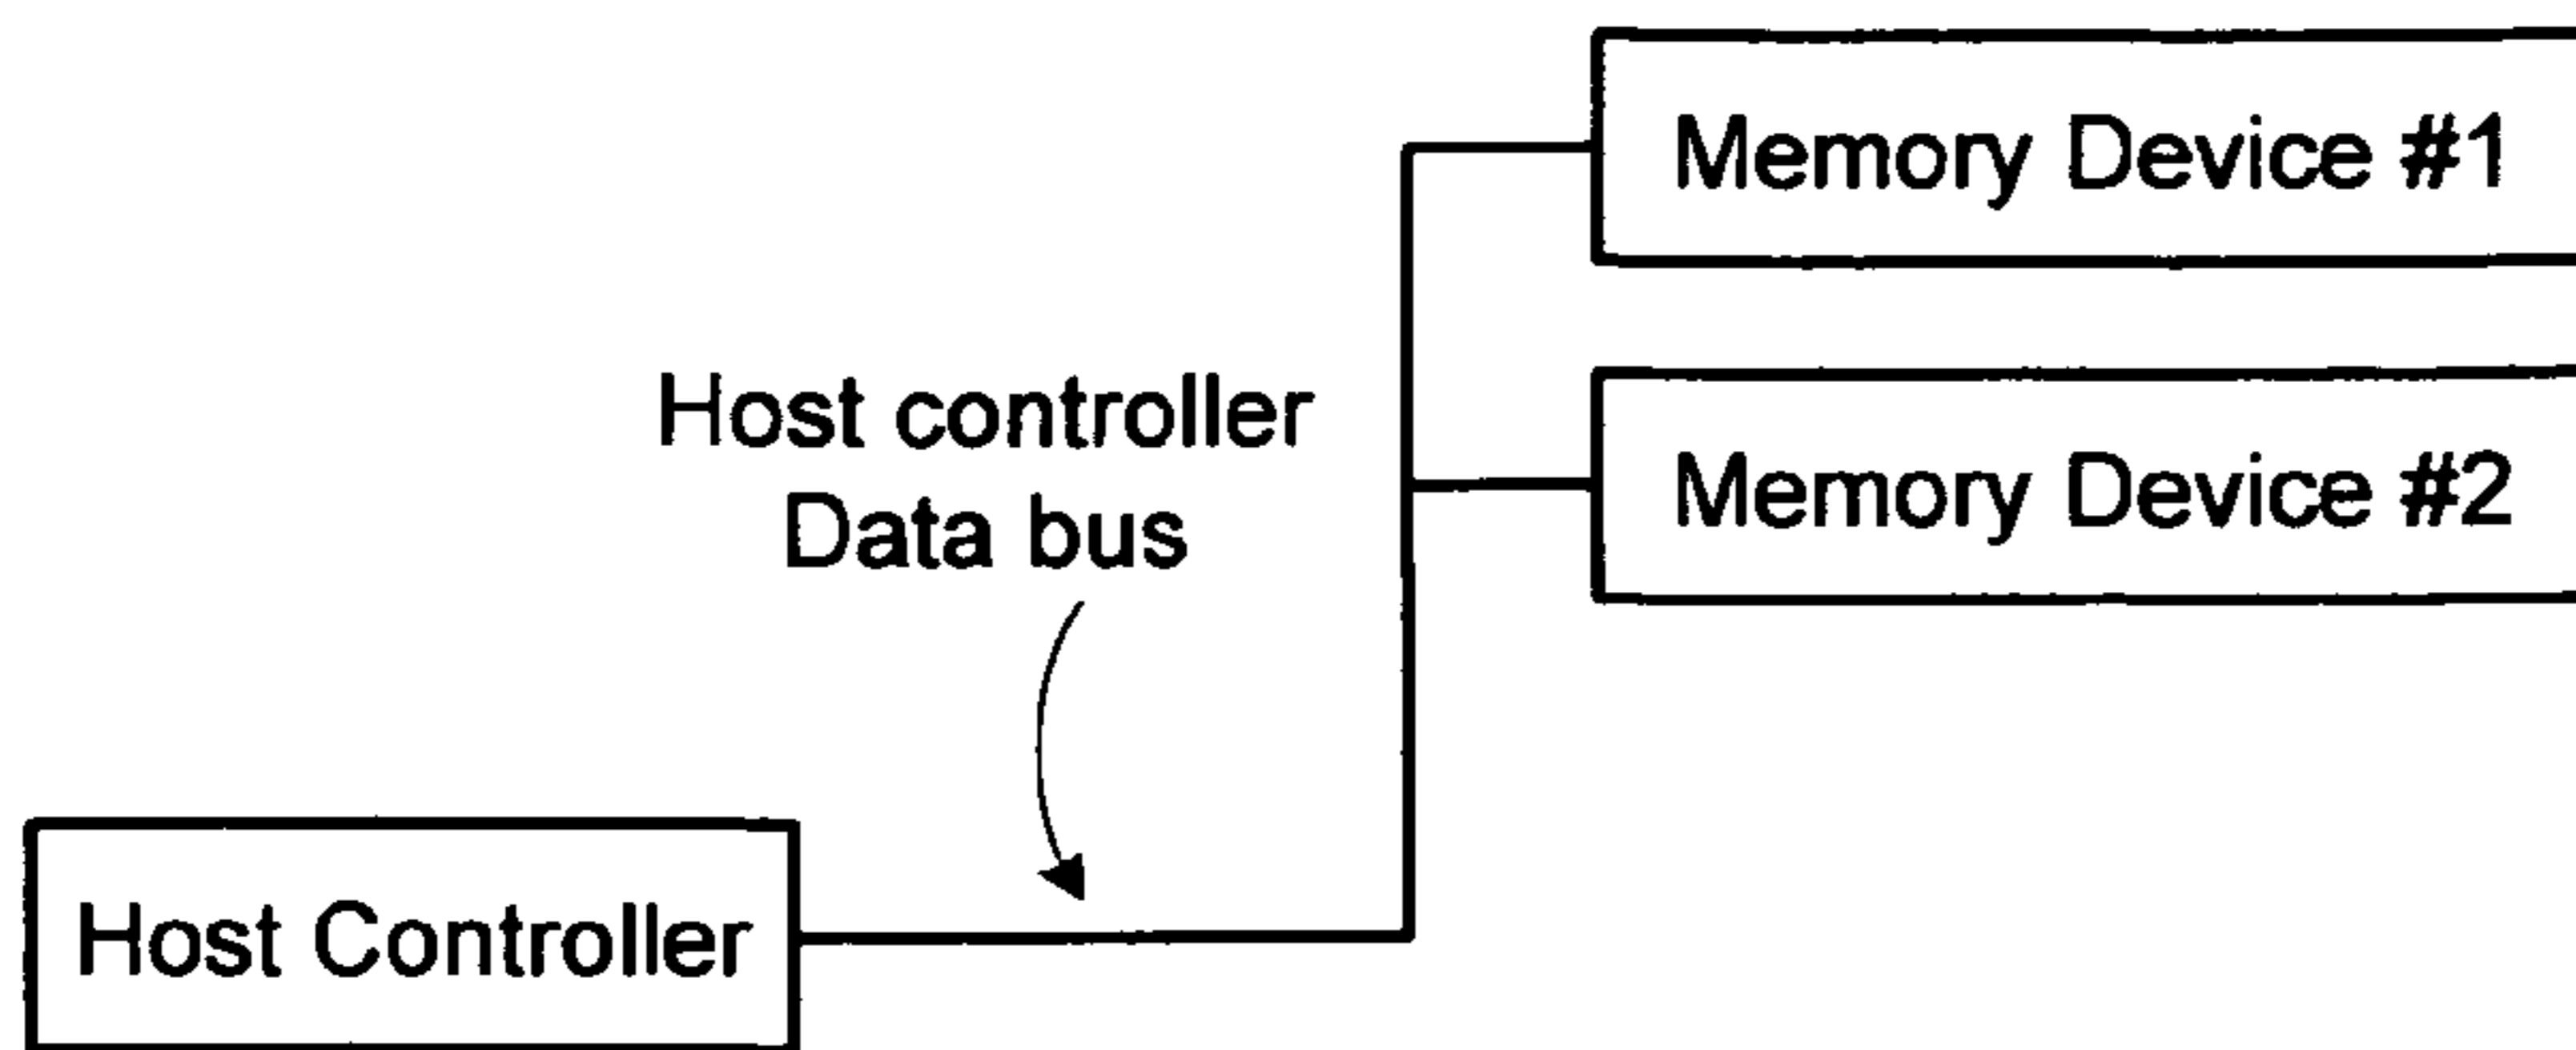 Memory Device #1
Host controller
Data bus
Memory Device #2
Host Controller